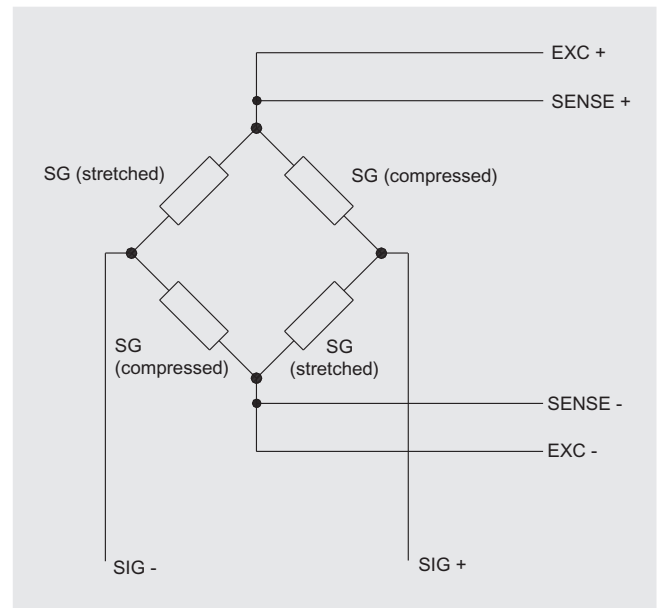 EXC +
SENSE +
SG (stretched)
SG (compressed)
SG
(compressed)
SG
(stretched)
SENSE -
EXC -
SIG -
SIG +